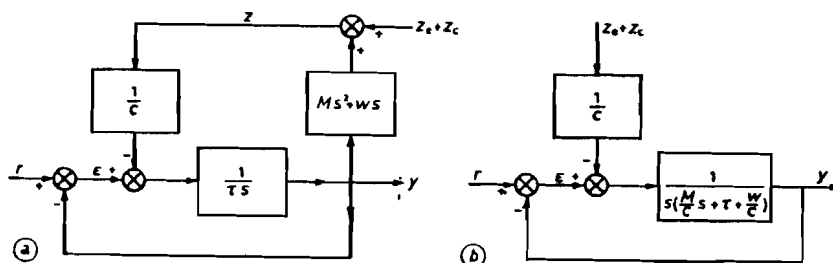 z
+
z_e + z_c
+
1/c
Ms²+ws
r
+
-
ε
+
-
1/τs
y
a
z_e + z_c
1/c
r
+
-
ε
+
-
1/s(M/c s + τ + w/c)
y
b